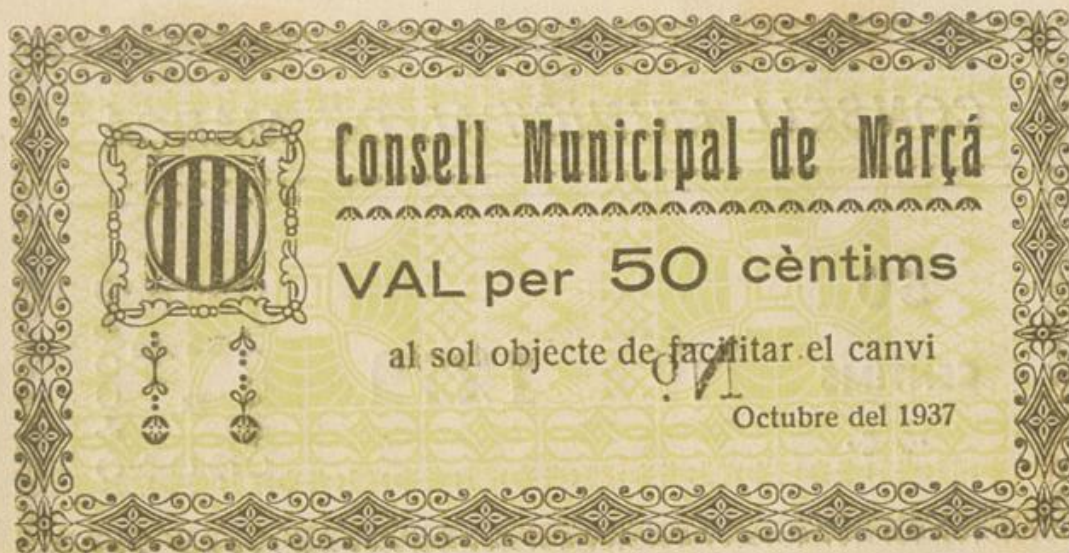 Consell Municipal de Marçá
VAL per 50 cèntims
al sol objecte de facilitar el canvi
Octubre del 1937